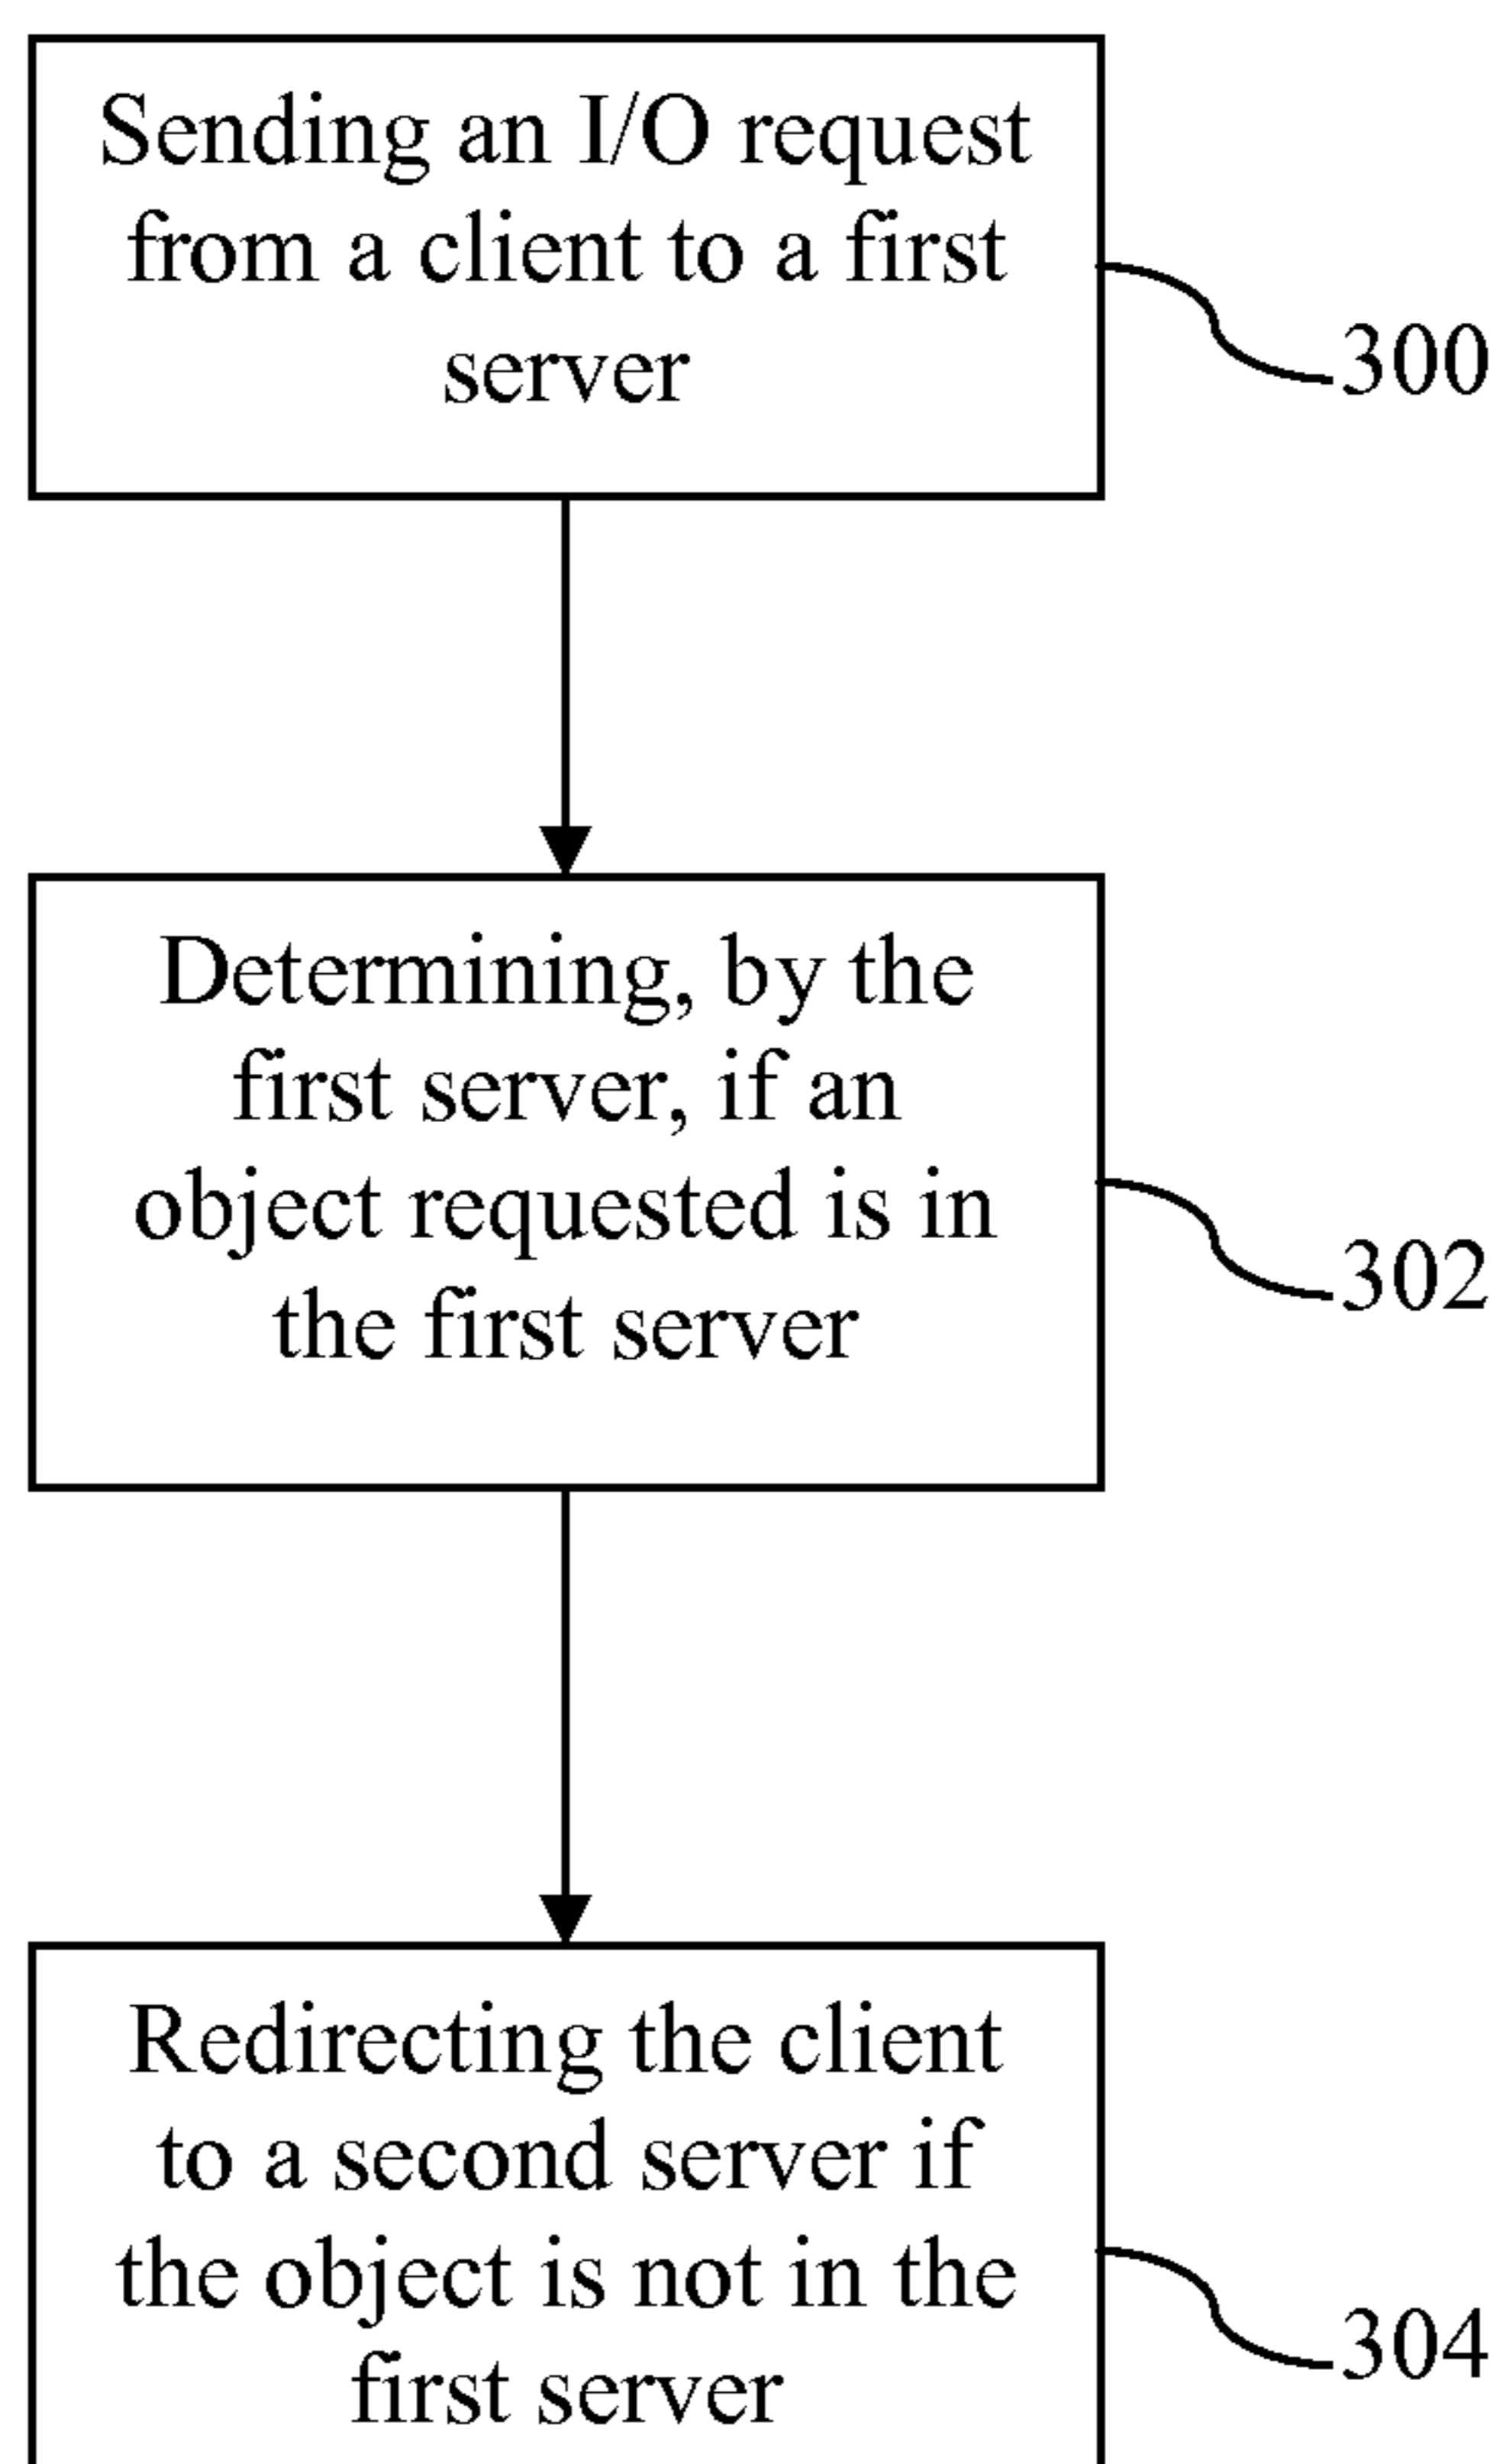 Sending an I/O request
from a client to a first
server
300
Determining, by the
first server, if an
object requested is in
the first server
302
Redirecting the client
to a second server if
the object is not in the
first server
304